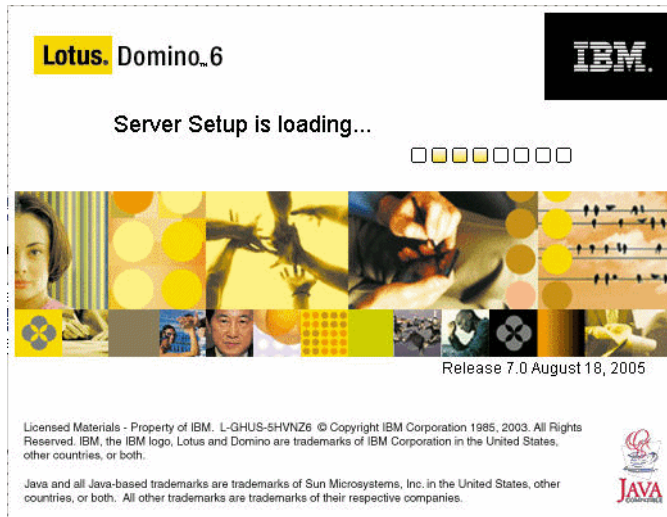 Lotus. Domino™ 6
IBM.
Server Setup is loading...
Release 7.0 August 18, 2005
Licensed Materials - Property of IBM. L-GHUS-5HVNZ6 © Copyright IBM Corporation 1985, 2003. All Rights
Reserved. IBM, the IBM logo, Lotus and Domino are trademarks of IBM Corporation in the United States,
other countries, or both.
Java and all Java-based trademarks are trademarks of Sun Microsystems, Inc. in the United States, other
countries, or both. All other trademarks are trademarks of their respective companies.
JAVA
COMPATIBLE